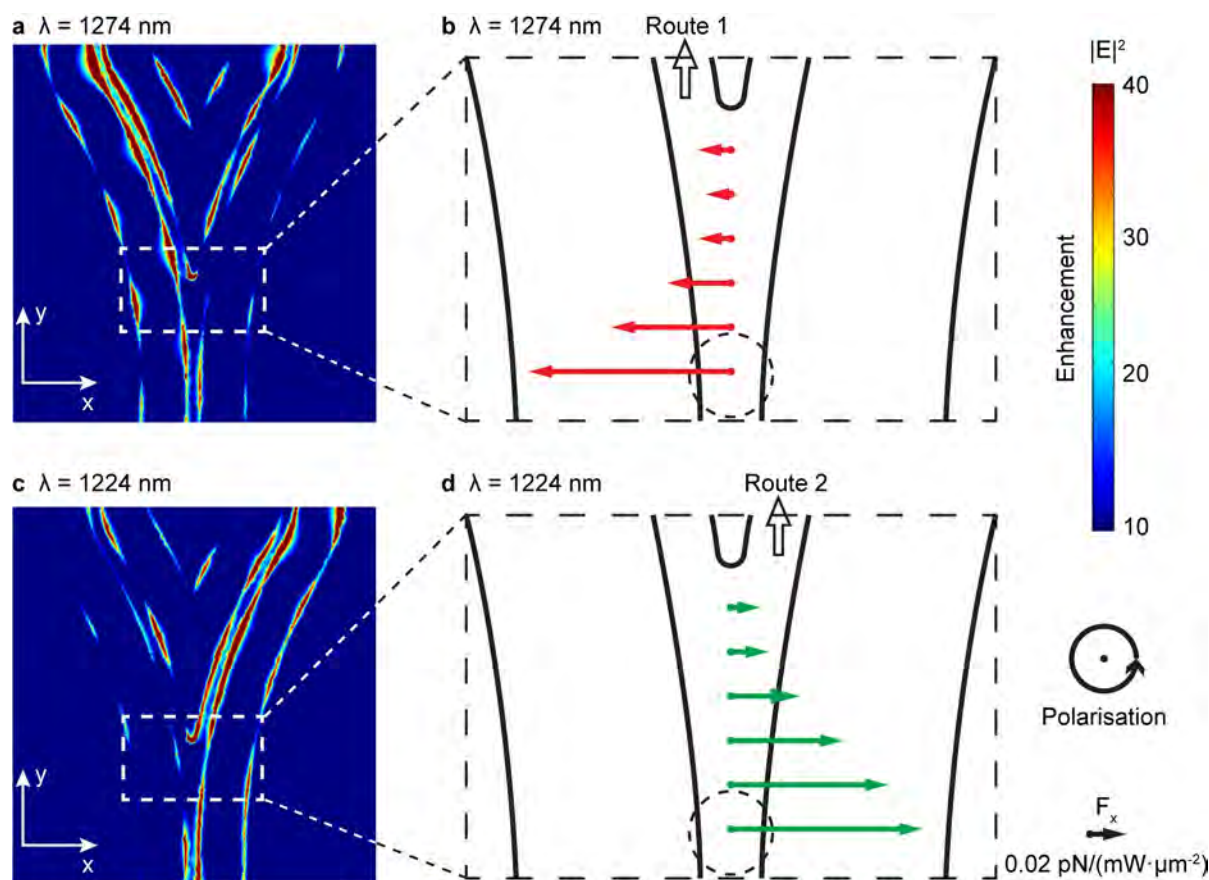 a λ = 1274 nm
y
x
b λ = 1274 nm
Route 1
c λ = 1224 nm
y
x
d λ = 1224 nm
Route 2
|E|²
40
30
20
10
Enhancement
Polarisation
Fₓ
0.02 pN/(mW·μm⁻²)